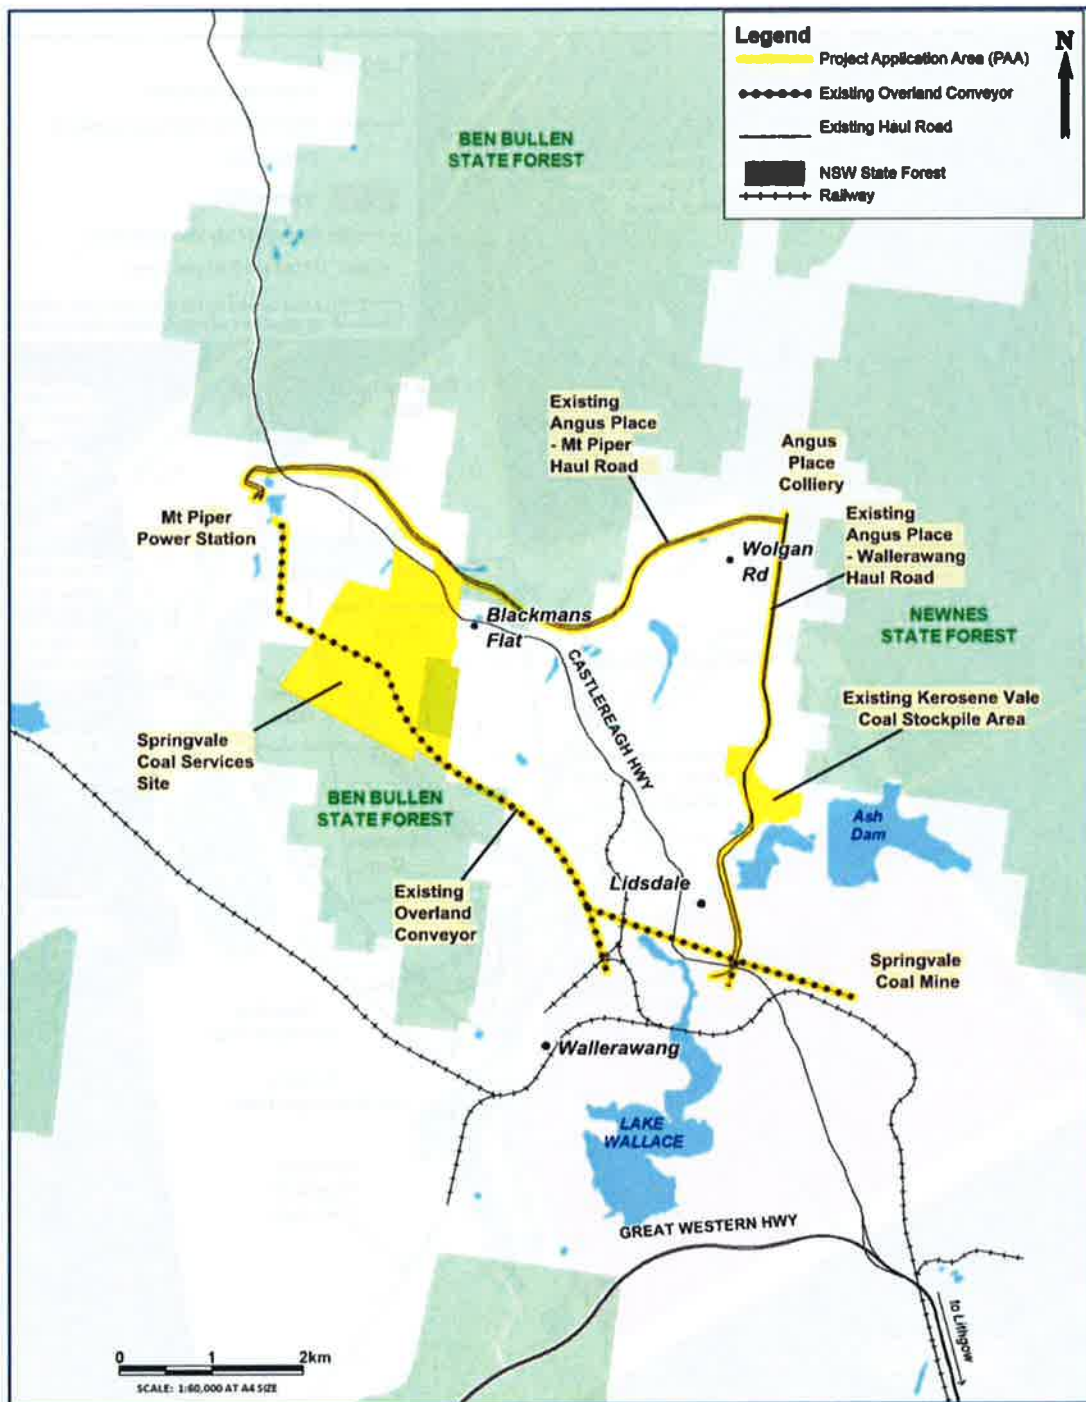 Legend
N
Project Application Area (PAA)
Existing Overland Conveyor
Existing Haul Road
NSW State Forest
Railway
BEN BULLEN
STATE FOREST
Existing
Angus Place
- Mt Piper
Haul Road
Angus
Place
Colliery
Existing
Angus Place
- Wallerawang
Haul Road
Mt Piper
Power Station
Wolgan
Rd
Blackmans
Flat
NEWNES
STATE FOREST
CASTLEREAGH HWY
Existing Kerosene Vale
Coal Stockpile Area
Springvale
Coal Services
Site
BEN BULLEN
STATE FOREST
Ash
Dam
Existing
Overland
Conveyor
Lidsdale
Springvale
Coal Mine
Wallerawang
LAKE
WALLACE
GREAT WESTERN HWY
to Lithgow
0 1 2km
SCALE: 1:60,000 AT A4 SIZE